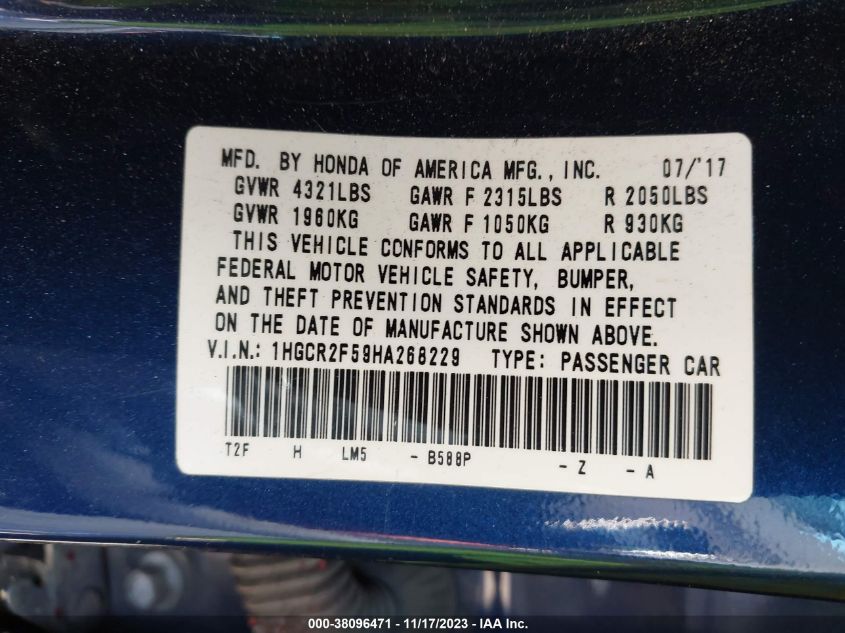 MFD. BY HONDA OF AMERICA MFG., INC. 07/'17
GVWR 4321LBS GAWR F 2315LBS R 2050LBS
GVWR 1960KG GAWR F 1050KG R 930KG
THIS VEHICLE CONFORMS TO ALL APPLICABLE
FEDERAL MOTOR VEHICLE SAFETY, BUMPER,
AND THEFT PREVENTION STANDARDS IN EFFECT
ON THE DATE OF MANUFACTURE SHOWN ABOVE.
V.I.N.: 1HGCR2F59HA268229 TYPE: PASSENGER CAR
T2F H LM5 - B588P - Z - A
000-38096471 - 11/17/2023 - IAA Inc.